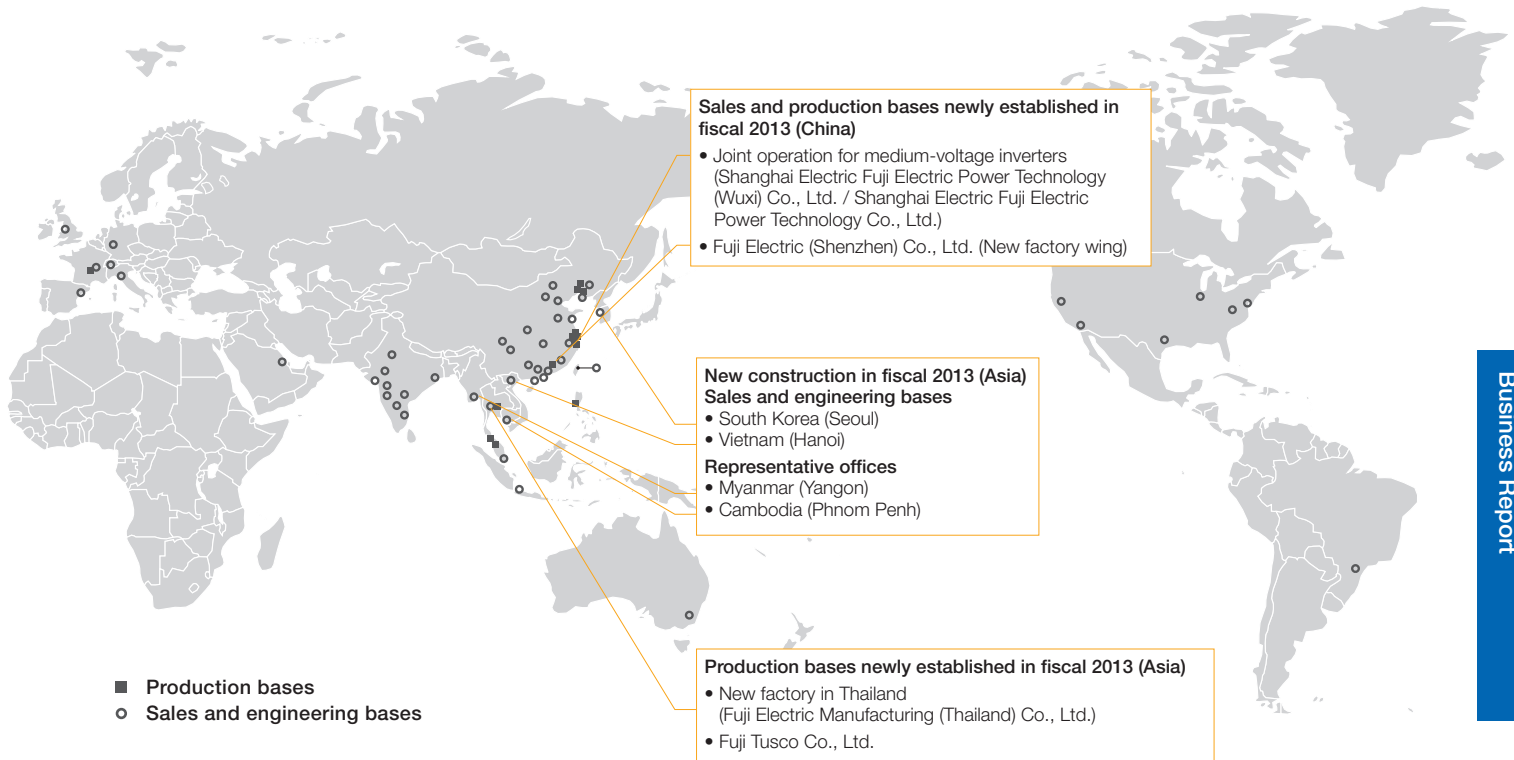 Sales and production bases newly established in
fiscal 2013 (China)
• Joint operation for medium-voltage inverters
(Shanghai Electric Fuji Electric Power Technology
(Wuxi) Co., Ltd. / Shanghai Electric Fuji Electric
Power Technology Co., Ltd.)
• Fuji Electric (Shenzhen) Co., Ltd. (New factory wing)
New construction in fiscal 2013 (Asia)
Sales and engineering bases
• South Korea (Seoul)
• Vietnam (Hanoi)
Representative offices
• Myanmar (Yangon)
• Cambodia (Phnom Penh)
Business Report
Production bases newly established in fiscal 2013 (Asia)
• New factory in Thailand
(Fuji Electric Manufacturing (Thailand) Co., Ltd.)
• Fuji Tusco Co., Ltd.
Production bases
Sales and engineering bases